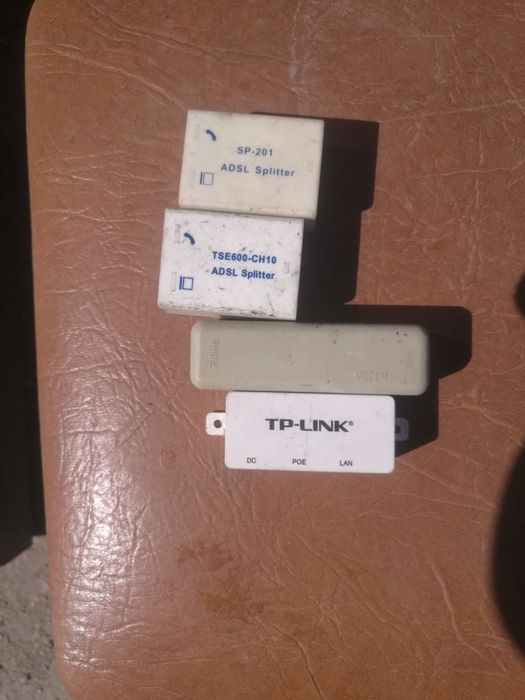 SP-201
ADSL Splitter
TSE600-CH10
ADSL Splitter
PHONE
MODEM
TP-LINK®
DC POE LAN